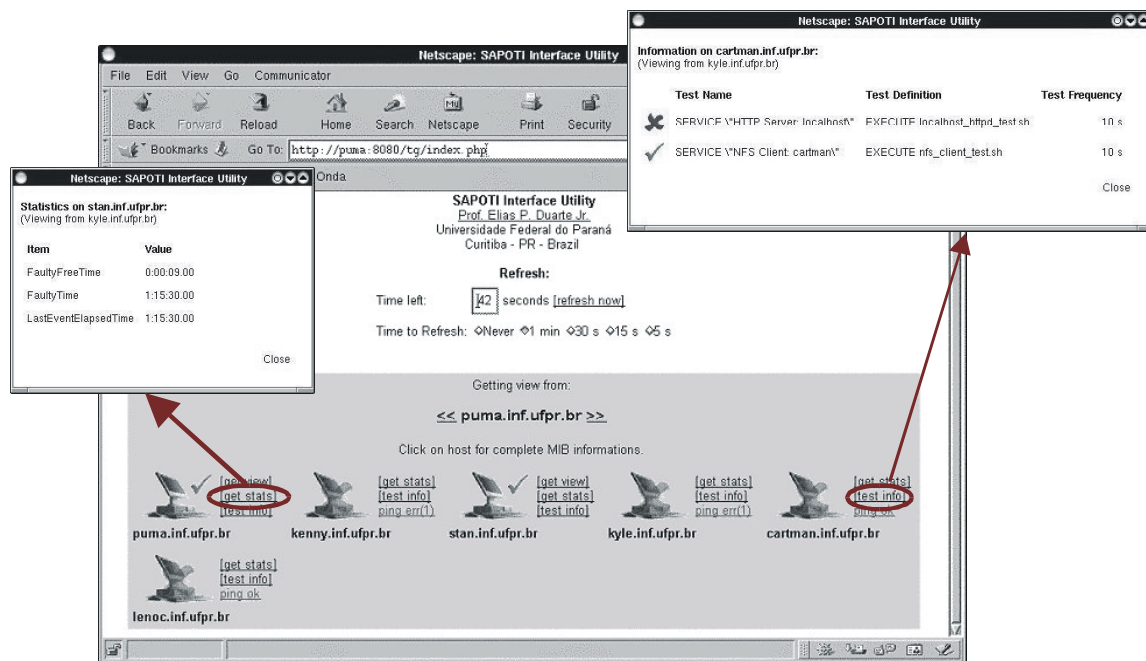 Netscape: SAPOTI Interface Utility
Information on cartman.inf.ufpr.br:
(Viewing from kyle.inf.ufpr.br)
Test Name Test Definition Test Frequency
SERVICE \"HTTP Server: localhost\" EXECUTE localhost_httpd_test.sh 10 s
SERVICE \"NFS Client: cartman\" EXECUTE nfs_client_test.sh 10 s
Close
Netscape: SAPOTI Interface Utility
File Edit View Go Communicator
Back Forward Reload Home Search Netscape Print Security
My
Bookmarks Go To: http://puma:8080/tg/index.php
Onda
Netscape: SAPOTI Interface Utility
Statistics on stan.inf.ufpr.br:
(Viewing from kyle.inf.ufpr.br)
Item Value
FaultyFreeTime 0:00:09.00
FaultyTime 1:15:30.00
LastEventElapsedTime 1:15:30.00
Close
SAPOTI Interface Utility
Prof. Elias P. Duarte Jr.
Universidade Federal do Paraná
Curitiba - PR - Brazil
Refresh:
Time left: 42 seconds [refresh now]
Time to Refresh: Never 1 min 30 s 15 s 5 s
Getting view from:
<< puma.inf.ufpr.br >>
Click on host for complete MIB informations.
[get view]
[get stats]
[test info]
puma.inf.ufpr.br
[get stats]
[test info]
ping err(1)
kenny.inf.ufpr.br
[get view]
[get stats]
[test info]
stan.inf.ufpr.br
[get stats]
[test info]
ping err(1)
kyle.inf.ufpr.br
[get stats]
[test info]
ping ok
cartman.inf.ufpr.br
[get stats]
[test info]
ping ok
lenoc.inf.ufpr.br